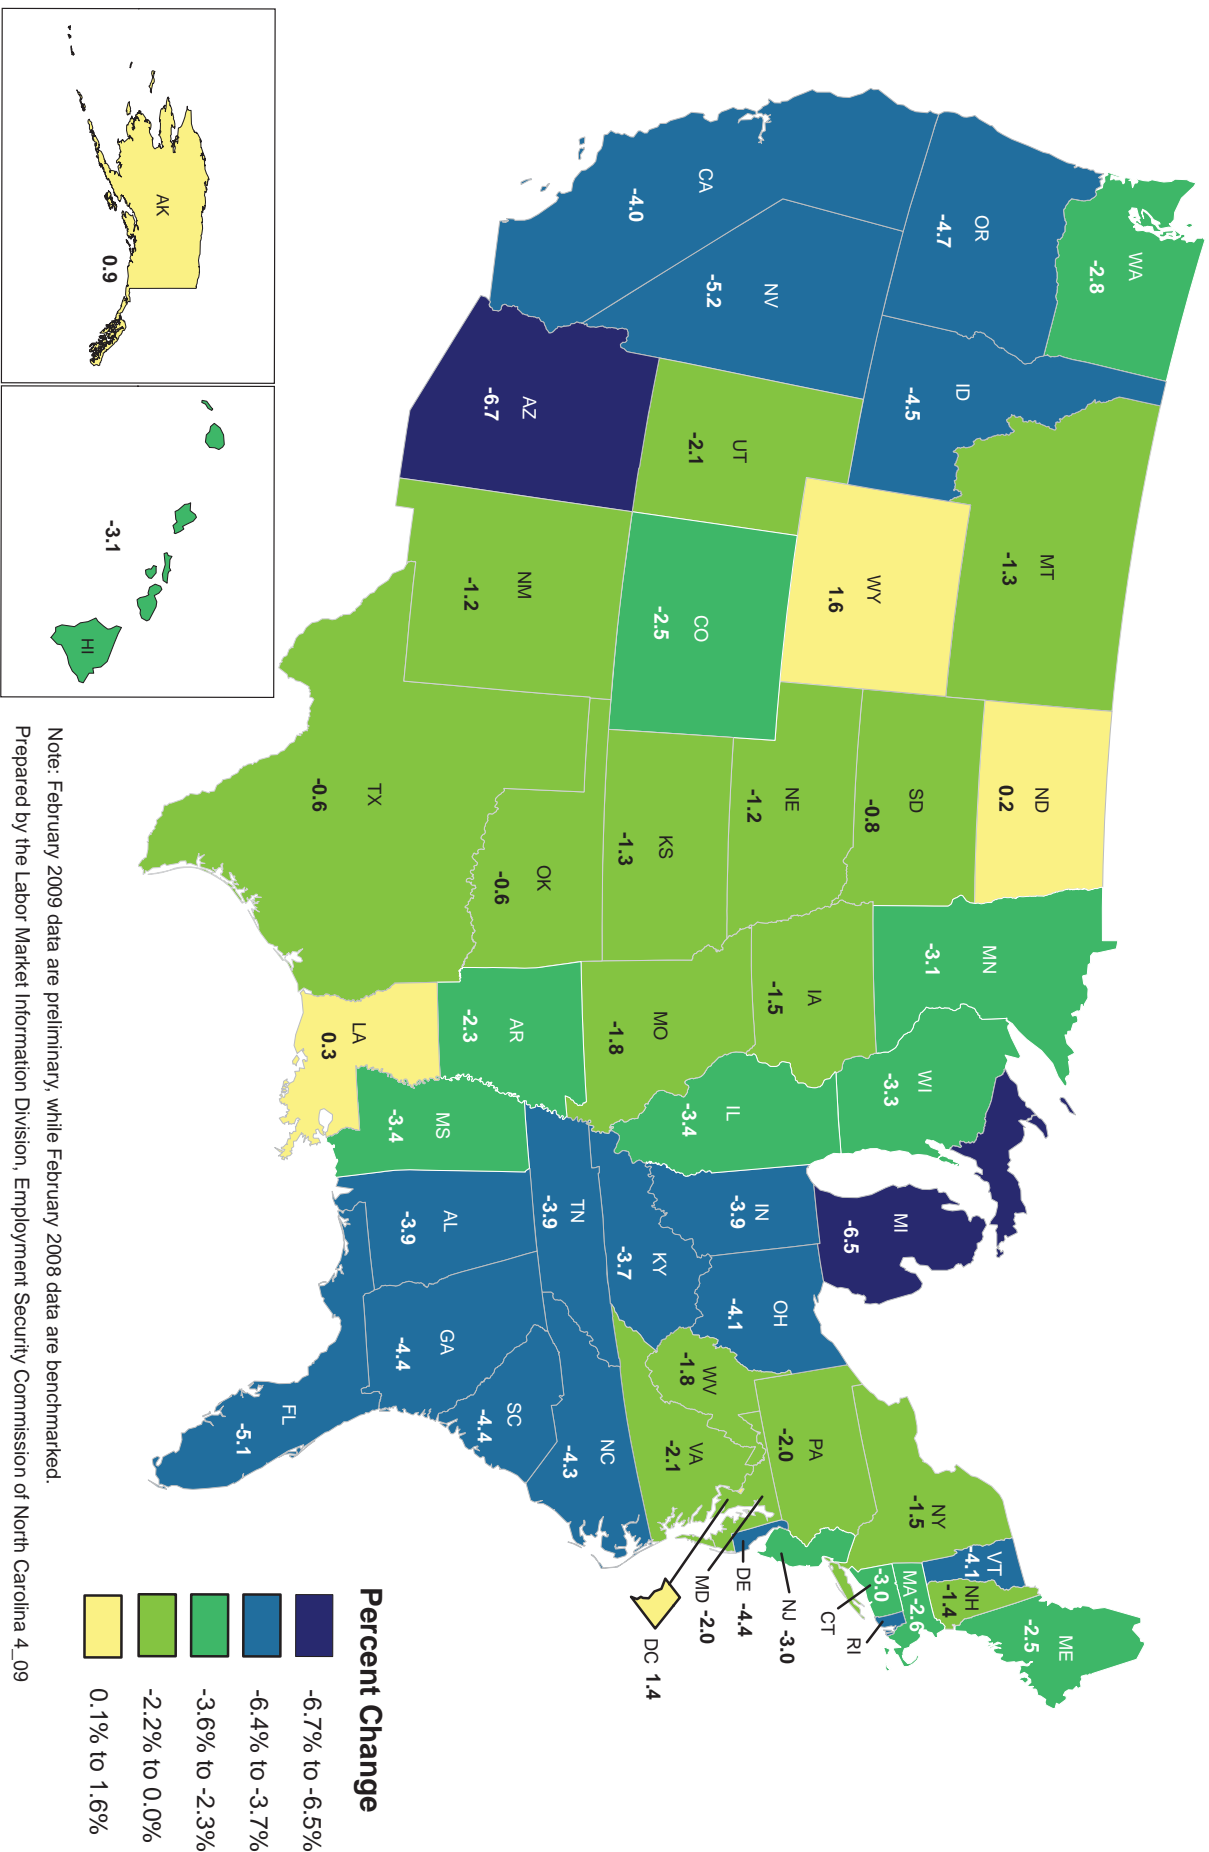 WA
-2.8
OR
-4.7
CA
-4.0
NV
-5.2
ID
-4.5
MT
-1.3
WY
1.6
UT
-2.1
AZ
-6.7
CO
-2.5
NM
-1.2
ND
0.2
SD
-0.8
NE
-1.2
KS
-1.3
OK
-0.6
TX
-0.6
MN
-3.1
IA
-1.5
MO
-1.8
AR
-2.3
LA
0.3
WI
-3.3
IL
-3.4
MS
-3.4
MI
-6.5
IN
-3.9
OH
-4.1
KY
-3.7
TN
-3.9
AL
-3.9
GA
-4.4
FL
-5.1
SC
-4.4
NC
-4.3
VA
-2.1
WV
-1.8
PA
-2.0
NY
-1.5
VT
-4.1
NH
-1.4
ME
-2.5
MA -2.6
-3.0
CT
RI
NJ -3.0
DE -4.4
MD -2.0
DC 1.4
AK
0.9
HI
-3.1
Percent Change
-6.7% to -6.5%
-6.4% to -3.7%
-3.6% to -2.3%
-2.2% to 0.0%
0.1% to 1.6%
Note: February 2009 data are preliminary, while February 2008 data are benchmarked.
Prepared by the Labor Market Information Division, Employment Security Commission of North Carolina 4_09